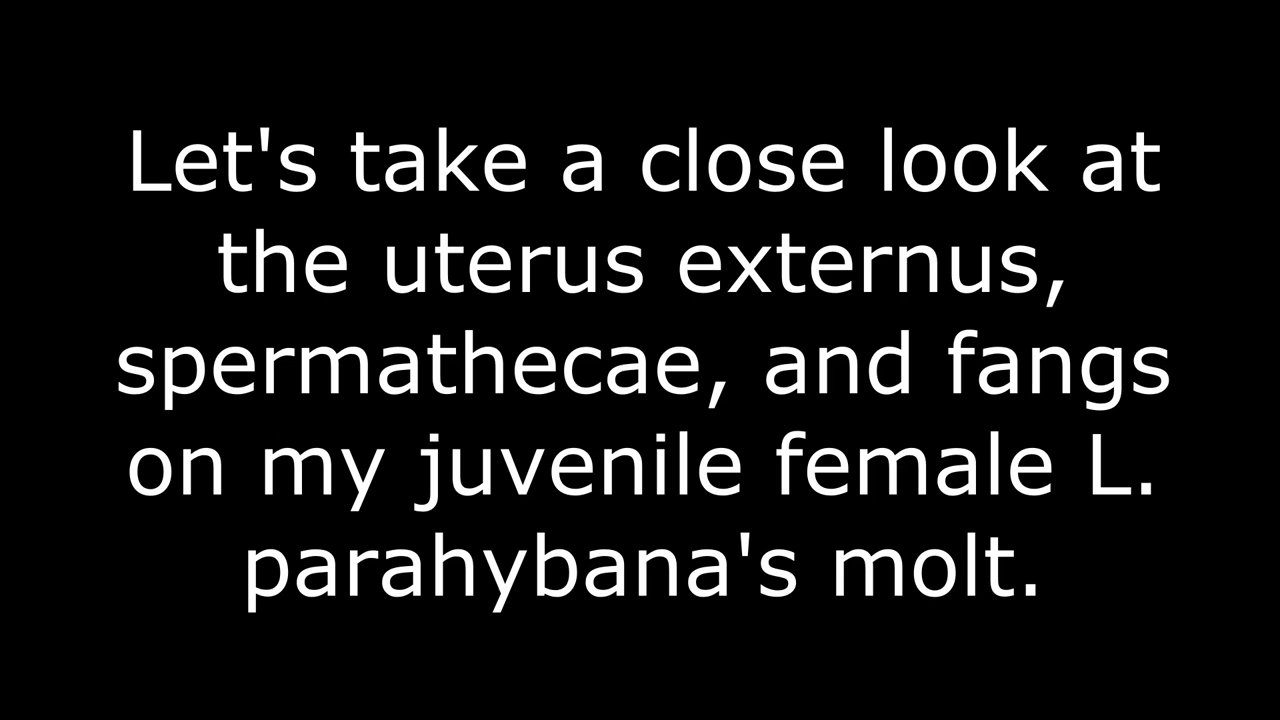 Let's take a close look at
the uterus externus,
spermathecae, and fangs
on my juvenile female L.
parahybana's molt.